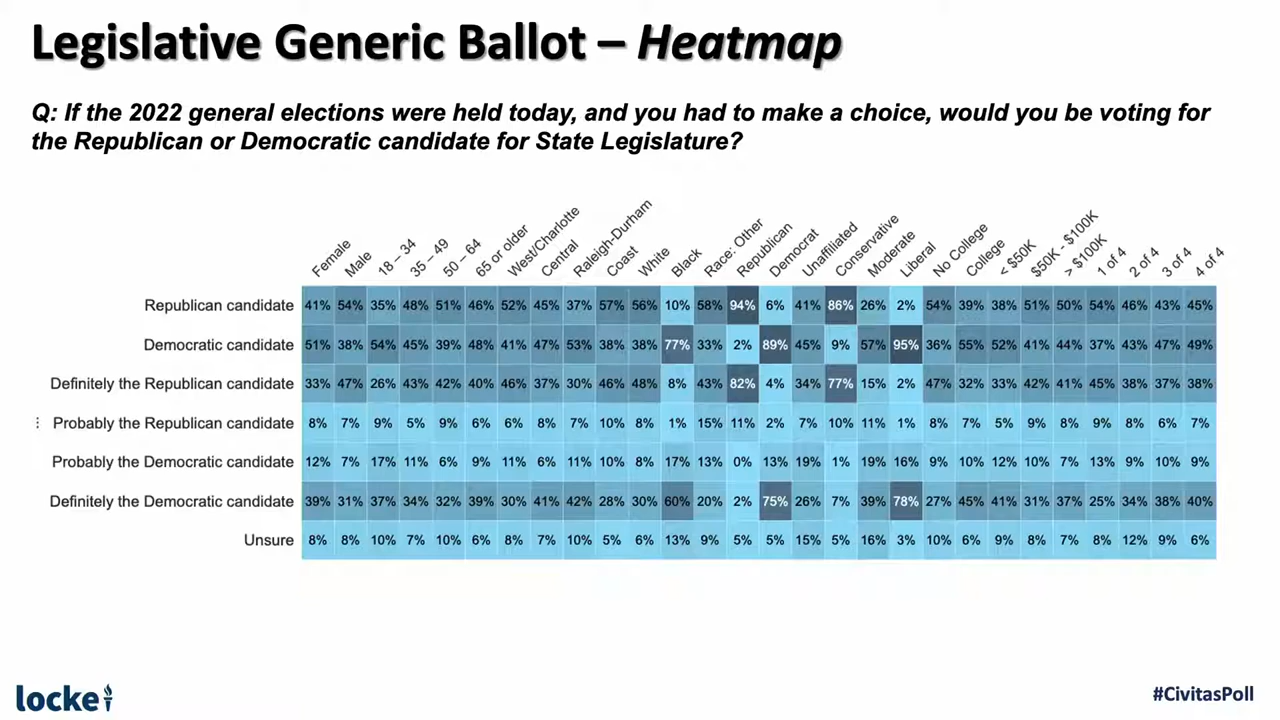 Legislative Generic Ballot – Heatmap
Q: If the 2022 general elections were held today, and you had to make a choice, would you be voting for
the Republican or Democratic candidate for State Legislature?
Female Male 18 – 34 35 – 49 50 – 64 65 or older West/Charlotte Central Raleigh-Durham Coast White Black Race: Other Republican Democrat Unaffiliated Conservative Moderate Liberal No College College < $50K $50K - $100K > $100K 1 of 4 2 of 4 3 of 4 4 of 4
Republican candidate 41% 54% 35% 48% 51% 46% 52% 45% 37% 57% 56% 10% 58% 94% 6% 41% 86% 26% 2% 54% 39% 38% 51% 50% 54% 46% 43% 45%
Democratic candidate 51% 38% 54% 45% 39% 48% 41% 47% 53% 38% 38% 77% 33% 2% 89% 45% 9% 57% 95% 36% 55% 52% 41% 44% 37% 43% 47% 49%
Definitely the Republican candidate 33% 47% 26% 43% 42% 40% 46% 37% 30% 46% 48% 8% 43% 82% 4% 34% 77% 15% 2% 47% 32% 33% 42% 41% 45% 38% 37% 38%
Probably the Republican candidate 8% 7% 9% 5% 9% 6% 6% 8% 7% 10% 8% 1% 15% 11% 2% 7% 10% 11% 1% 8% 7% 5% 9% 8% 9% 8% 6% 7%
Probably the Democratic candidate 12% 7% 17% 11% 6% 9% 11% 6% 11% 10% 8% 17% 13% 0% 13% 19% 1% 19% 16% 9% 10% 12% 10% 7% 13% 9% 10% 9%
Definitely the Democratic candidate 39% 31% 37% 34% 32% 39% 30% 41% 42% 28% 30% 60% 20% 2% 75% 26% 7% 39% 78% 27% 45% 41% 31% 37% 25% 34% 38% 40%
Unsure 8% 8% 10% 7% 10% 6% 8% 7% 10% 5% 6% 13% 9% 5% 5% 15% 5% 16% 3% 10% 6% 9% 8% 7% 8% 12% 9% 6%
locke
#CivitasPoll